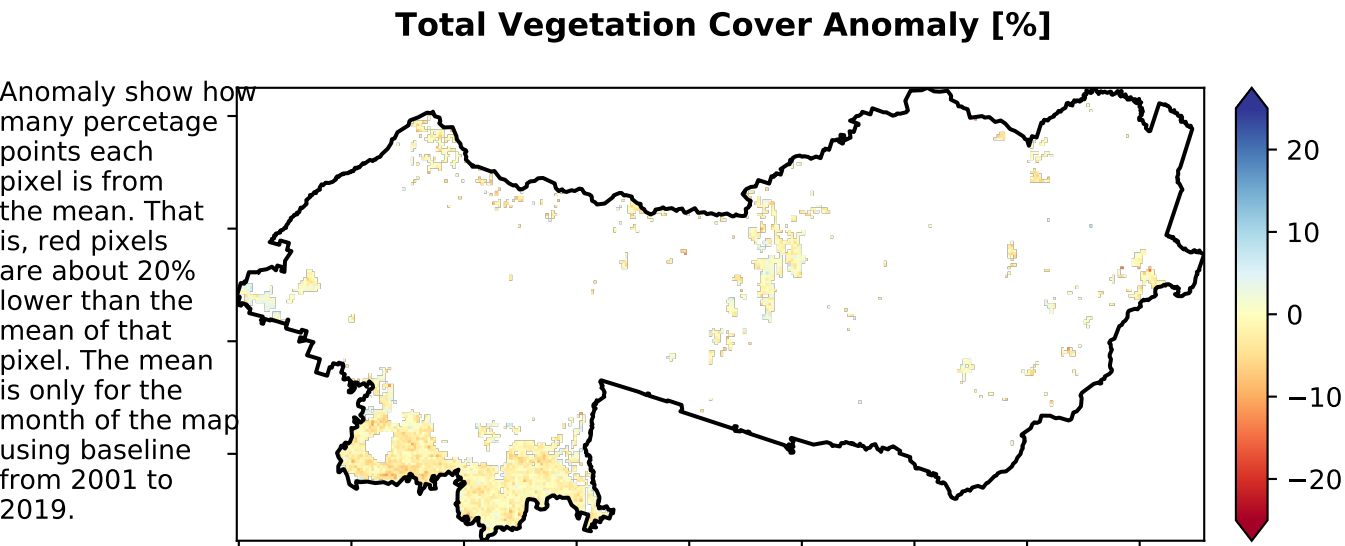 Total Vegetation Cover Anomaly [%]
Anomaly show how
many percetage
points each
pixel is from
the mean. That
is, red pixels
are about 20%
lower than the
mean of that
pixel. The mean
is only for the
month of the map
using baseline
from 2001 to
2019.
20
10
0
−10
−20